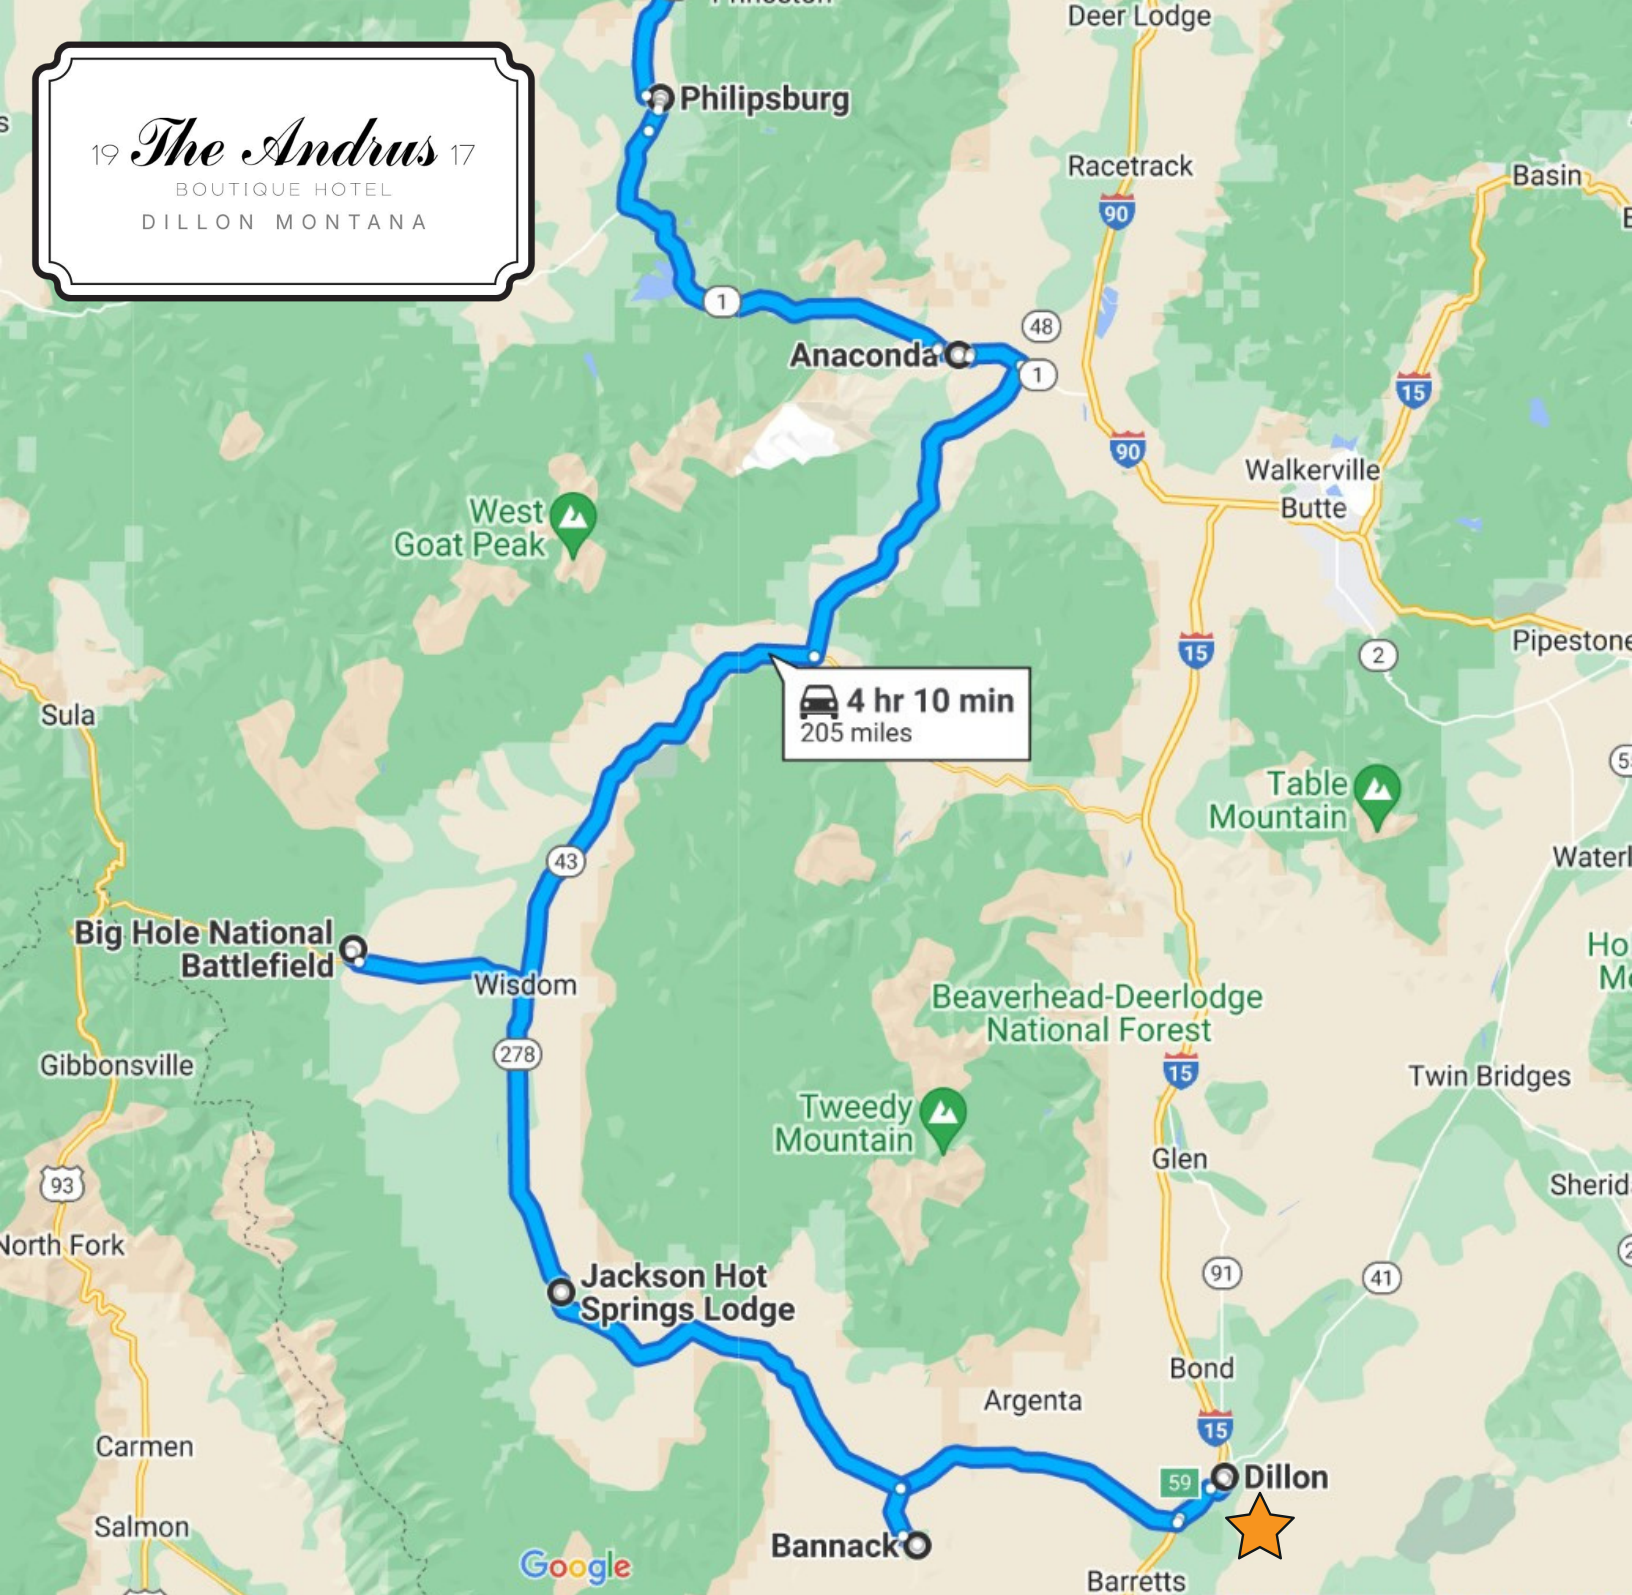 Deer Lodge
Philipsburg
19 The Andrus 17
BOUTIQUE HOTEL
DILLON MONTANA
Racetrack
Basin
90
1
48
Anaconda
1
15
90
Walkerville
Butte
West
Goat Peak
Pipestone
15
2
4 hr 10 min
205 miles
Sula
Table
Mountain
43
Big Hole National
Battlefield
Wisdom
Beaverhead-Deerlodge
National Forest
278
Gibbonsville
15
Twin Bridges
Tweedy
Mountain
Glen
93
North Fork
91
41
Jackson Hot
Springs Lodge
Bond
Argenta
15
Carmen
59
Dillon
Salmon
Bannack
Google
Barretts